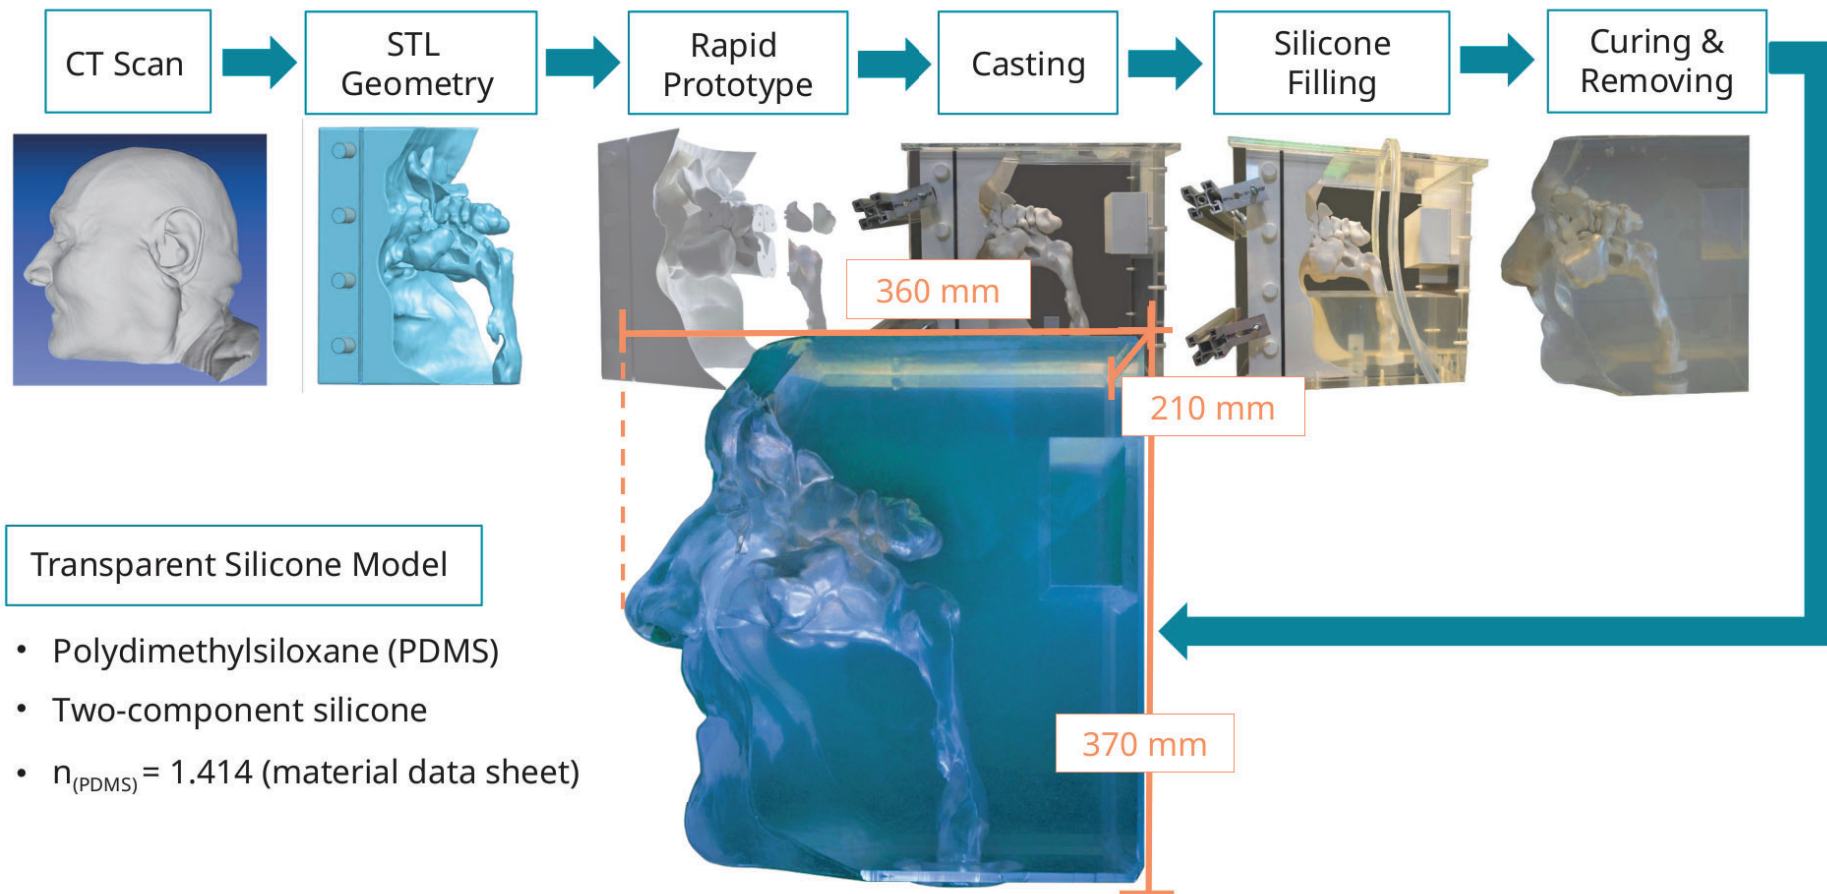 CT Scan
STL
Geometry
Rapid
Prototype
Casting
Silicone
Filling
Curing &
Removing
360 mm
210 mm
370 mm
Transparent Silicone Model
• Polydimethylsiloxane (PDMS)
• Two-component silicone
• n(PDMS) = 1.414 (material data sheet)